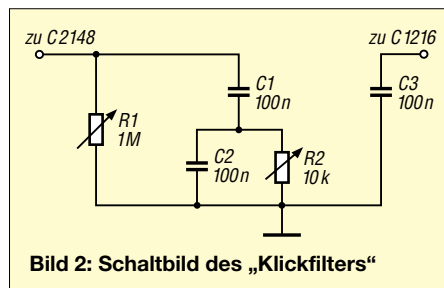 zu C2148
zu C1216
C1
100n
C3
100n
R1
1M
C2
100n
R2
10k
Bild 2: Schaltbild des „Klickfilters“